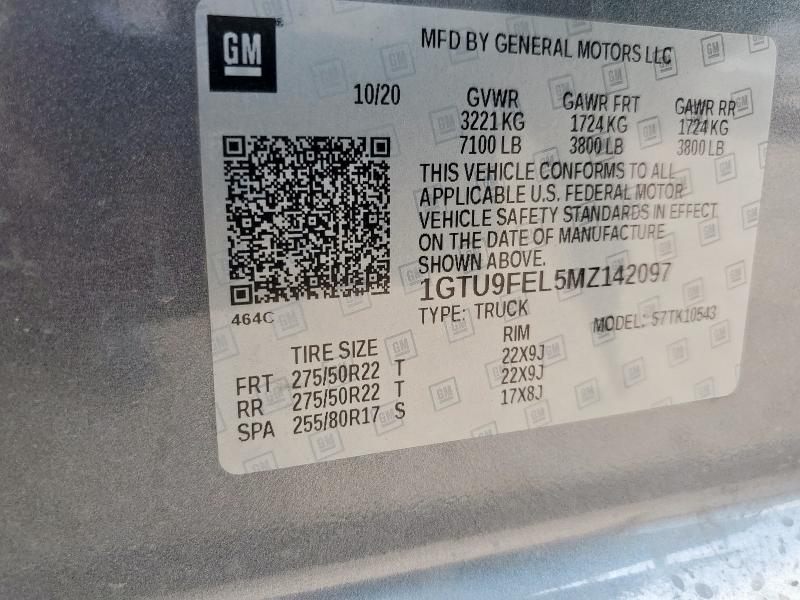 GM
MFD BY GENERAL MOTORS LLC
10/20
GVWR GAWR FRT GAWR RR
3221 KG 1724 KG 1724 KG
7100 LB 3800 LB 3800 LB
THIS VEHICLE CONFORMS TO ALL
APPLICABLE U.S. FEDERAL MOTOR
VEHICLE SAFETY STANDARDS IN EFFECT
ON THE DATE OF MANUFACTURE
SHOWN ABOVE.
1GTU9FEL5MZ142097
464C
TYPE: TRUCK MODEL: 57TK10543
TIRE SIZE RIM
FRT 275/50R22 T 22X9J
RR 275/50R22 T 22X9J
SPA 255/80R17 S 17X8J